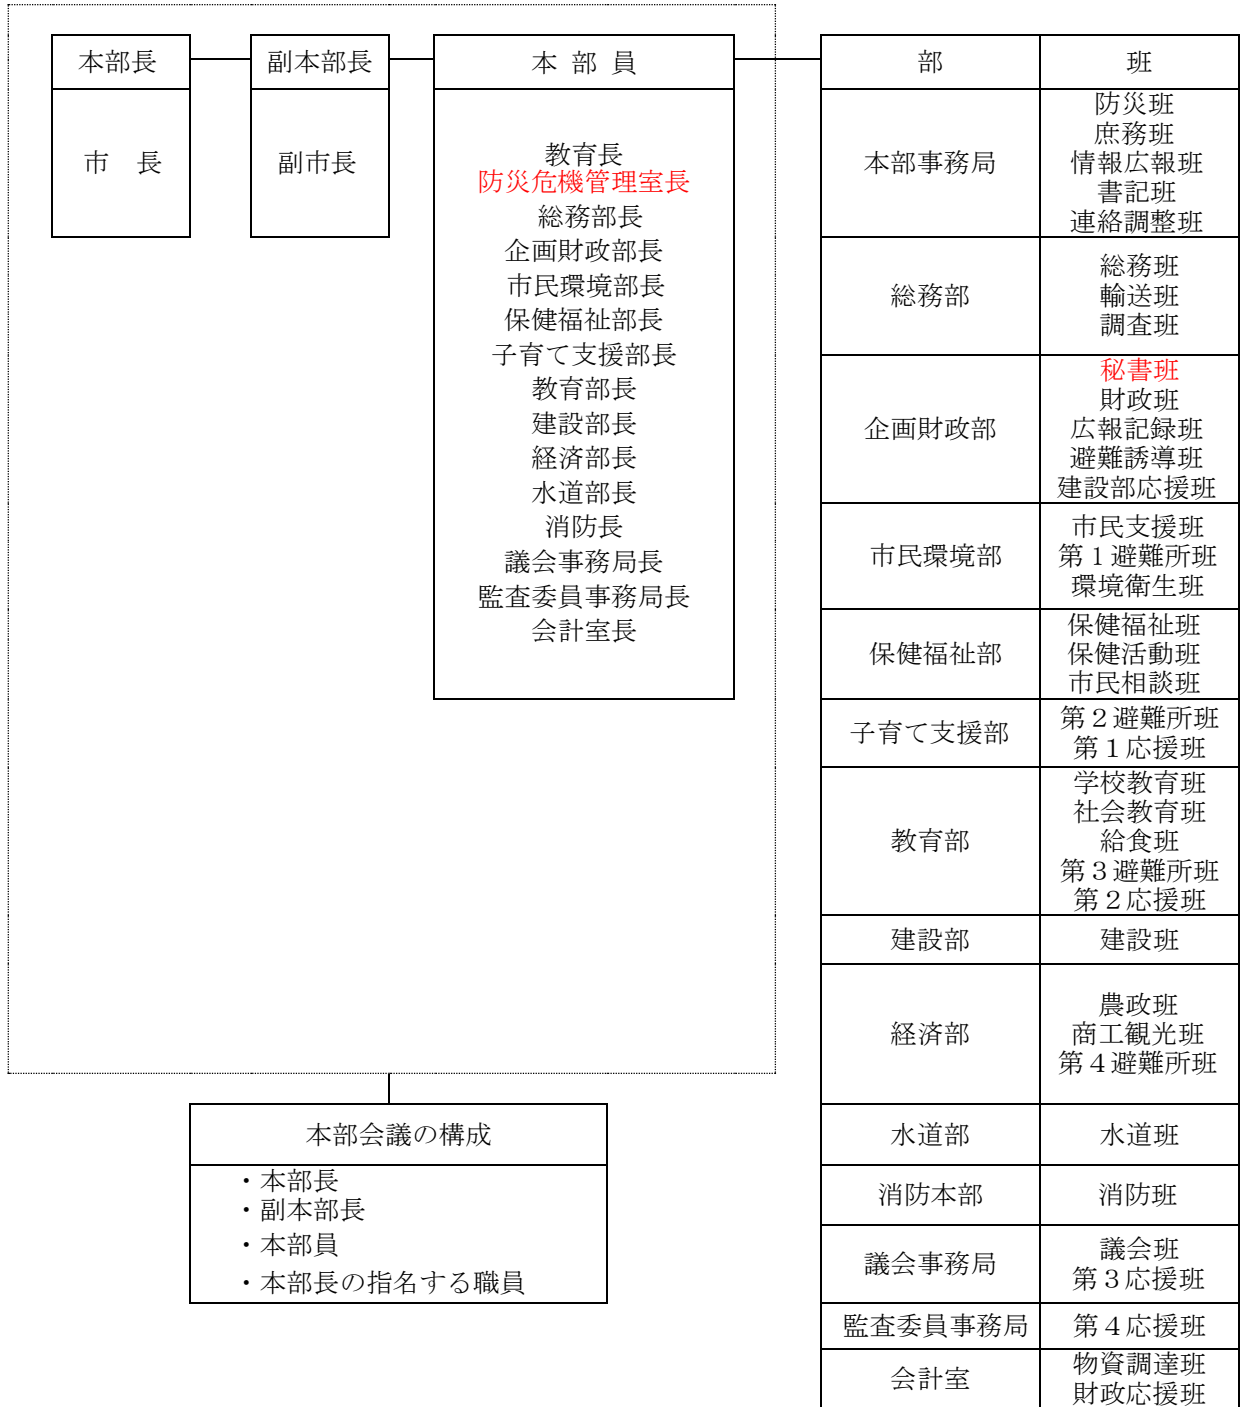 本部長
市　長
副本部長
副市長
本 部 員
教育長
防災危機管理室長
総務部長
企画財政部長
市民環境部長
保健福祉部長
子育て支援部長
教育部長
建設部長
経済部長
水道部長
消防長
議会事務局長
監査委員事務局長
会計室長
部
班
本部事務局
防災班
庶務班
情報広報班
書記班
連絡調整班
総務部
総務班
輸送班
調査班
企画財政部
秘書班
財政班
広報記録班
避難誘導班
建設部応援班
市民環境部
市民支援班
第１避難所班
環境衛生班
保健福祉部
保健福祉班
保健活動班
市民相談班
子育て支援部
第２避難所班
第１応援班
教育部
学校教育班
社会教育班
給食班
第３避難所班
第２応援班
建設部
建設班
経済部
農政班
商工観光班
第４避難所班
水道部
水道班
消防本部
消防班
議会事務局
議会班
第３応援班
監査委員事務局
第４応援班
会計室
物資調達班
財政応援班
本部会議の構成
・本部長
・副本部長
・本部員
・本部長の指名する職員